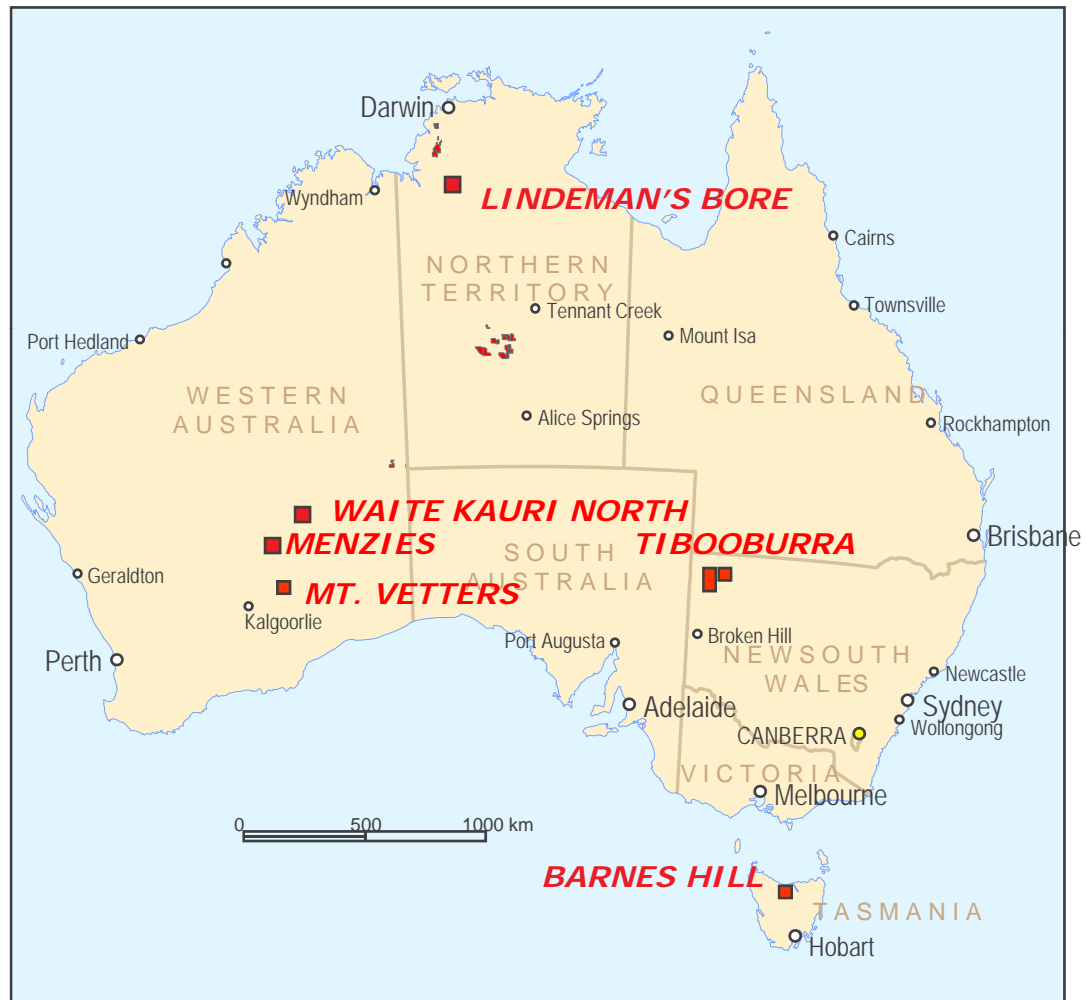 Darwin
Wyndham
LINDEMAN'S BORE
Cairns
NORTHERN
TERRITORY
Tennant Creek
Townsville
Port Hedland
Mount Isa
WESTERN
AUSTRALIA
QUEENSLAND
Alice Springs
Rockhampton
WAITE KAURI NORTH
MENZIES
TIBOOBURRA
Brisbane
SOUTH
AUSTRALIA
Geraldton
MT. VETTERS
Kalgoorlie
Port Augusta
Broken Hill
Perth
NEWSOUTH
WALES
Newcastle
Adelaide
Sydney
Wollongong
CANBERRA
VICTORIA
Melbourne
0 500 1000 km
BARNES HILL
TASMANIA
Hobart